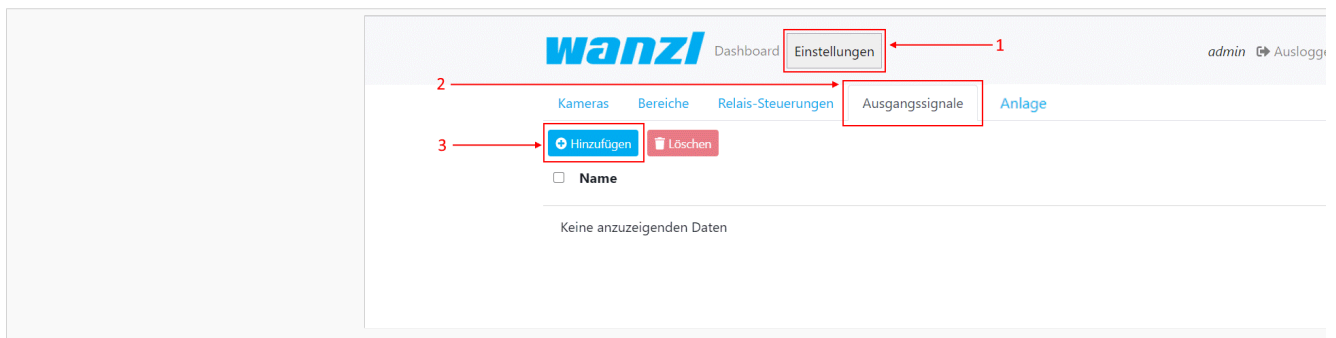 wanzl Dashboard Einstellungen 1 admin Auslogge
2
Kameras Bereiche Relais-Steuerungen Ausgangssignale Anlage
3 Hinzufügen Löschen
Name
Keine anzuzeigenden Daten